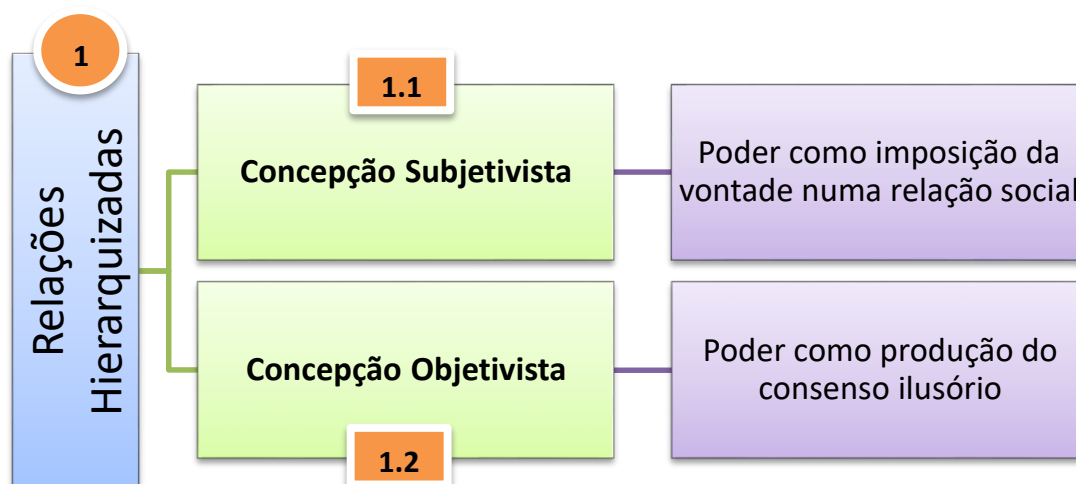 1
Relações
Hierarquizadas
1.1
Concepção Subjetivista
Poder como imposição da
vontade numa relação social
Concepção Objetivista
1.2
Poder como produção do
consenso ilusório